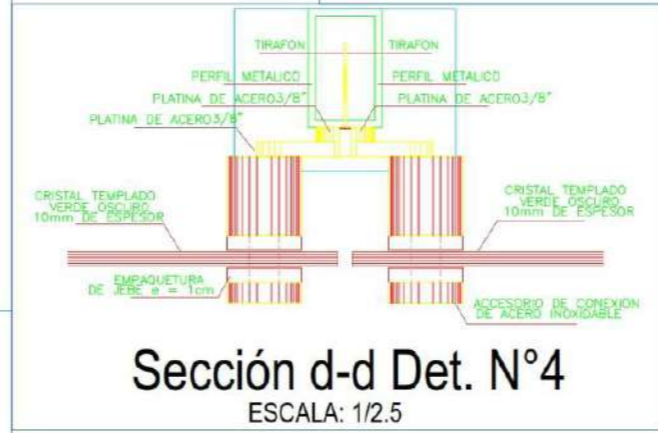 TIRAFON
TIRAFON
PERFIL METALICO
PERFIL METALICO
PLATINA DE ACERO3/8"
PLATINA DE ACERO3/8"
PLATINA DE ACERO3/8"
CRISTAL TEMPLADO
VERDE OSCURO
10mm DE ESPESOR
CRISTAL TEMPLADO
VERDE OSCURO
10mm DE ESPESOR
EMPAQUETURA
DE JEBE e = 1cm
ACCESORIO DE CONEXION
DE ACERO INOXIDABLE
Sección d-d Det. N°4
ESCALA: 1/2.5